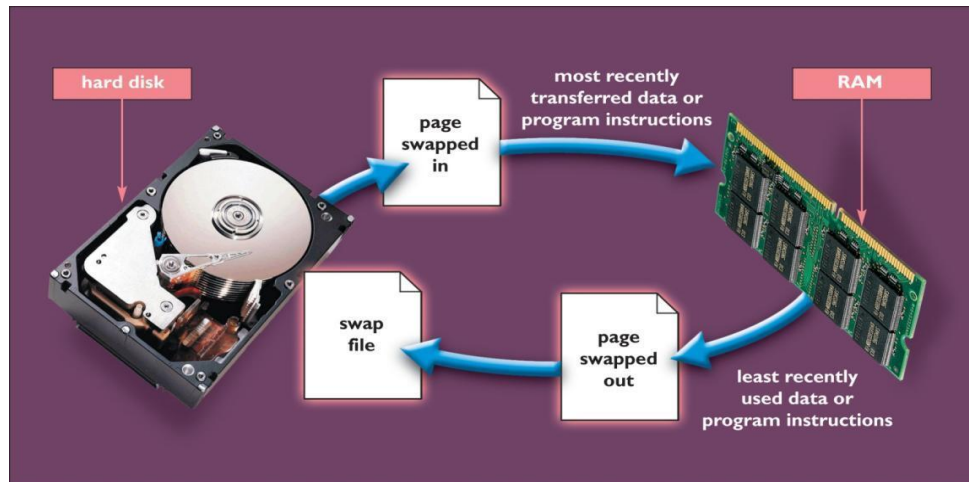 hard disk
page
swapped
in
most recently
transferred data or
program instructions
RAM
swap
file
page
swapped
out
least recently
used data or
program instructions